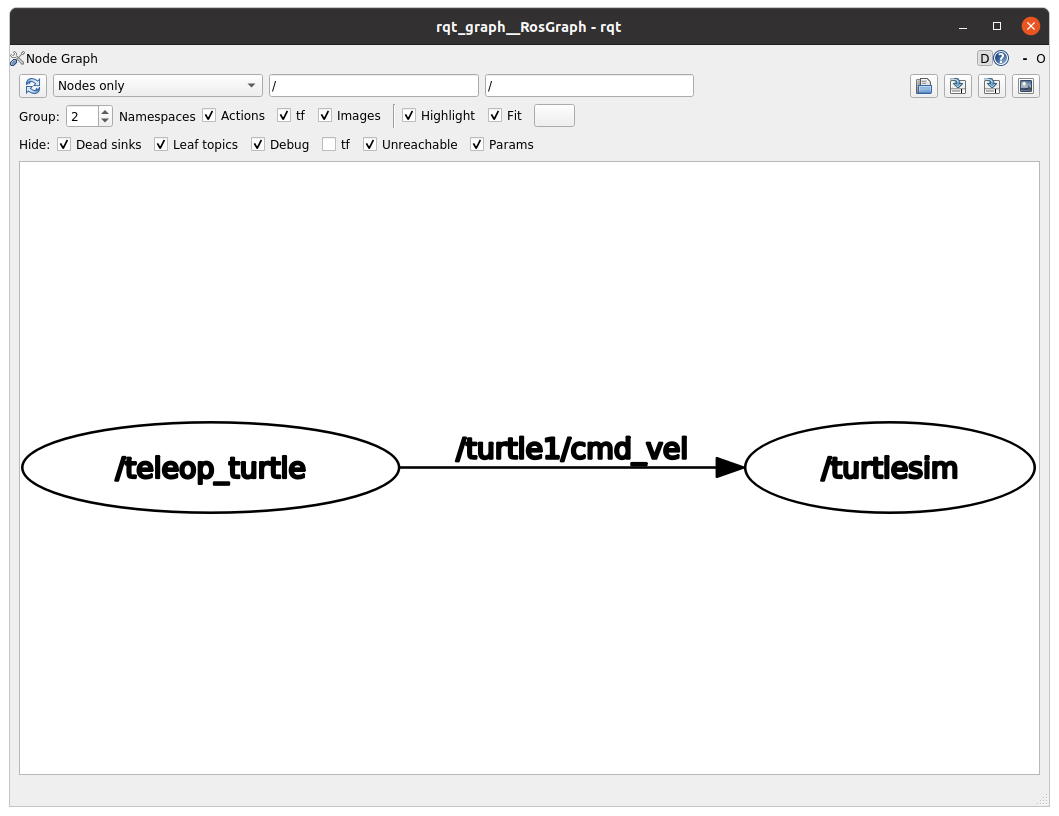 rqt_graph__RosGraph - rqt
Node Graph D ? - O
Nodes only / /
Group: 2 Namespaces Actions tf Images Highlight Fit
Hide: Dead sinks Leaf topics Debug tf Unreachable Params
/turtle1/cmd_vel
/teleop_turtle /turtlesim